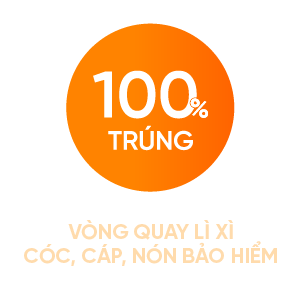 100%
TRÚNG
VÒNG QUAY LÌ XÌ
CÓC, CÁP, NÓN BẢO HIỂM